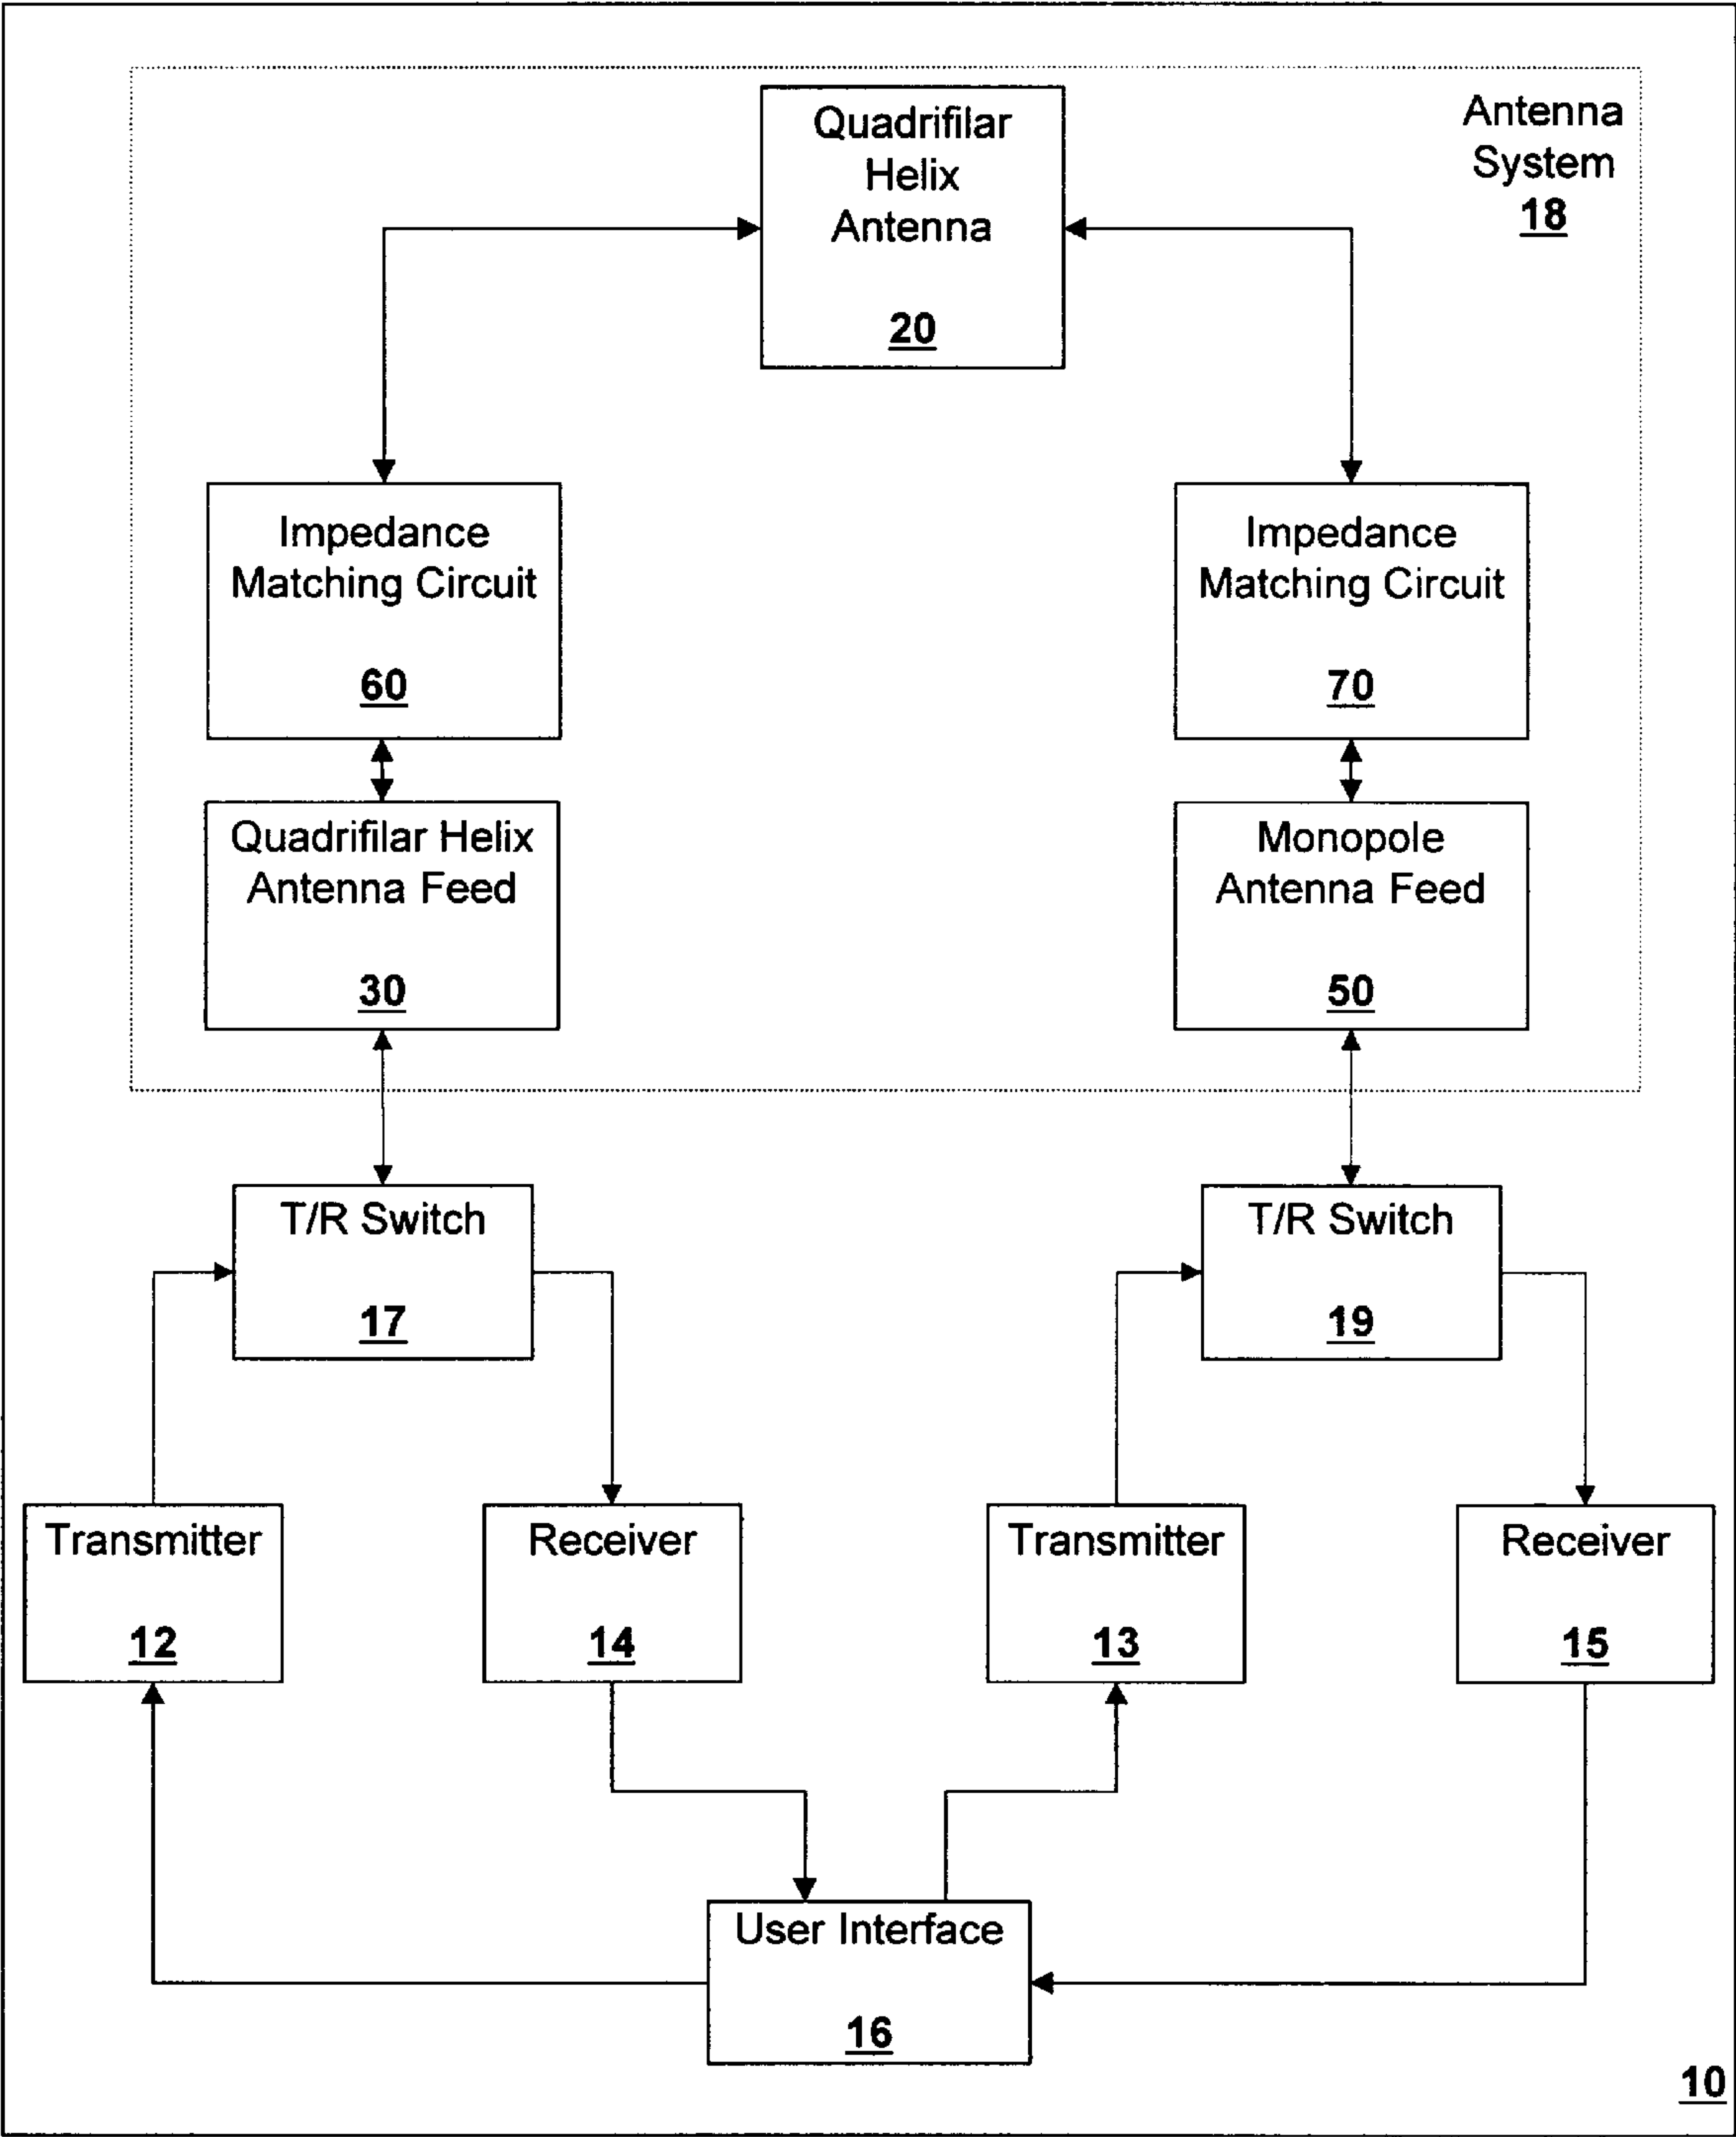 Quadrifilar
Helix
Antenna
20
Antenna
System
18
Impedance
Matching Circuit
60
Impedance
Matching Circuit
70
Quadrifilar Helix
Antenna Feed
30
Monopole
Antenna Feed
50
T/R Switch
17
T/R Switch
19
Transmitter
12
Receiver
14
Transmitter
13
Receiver
15
User Interface
16
10